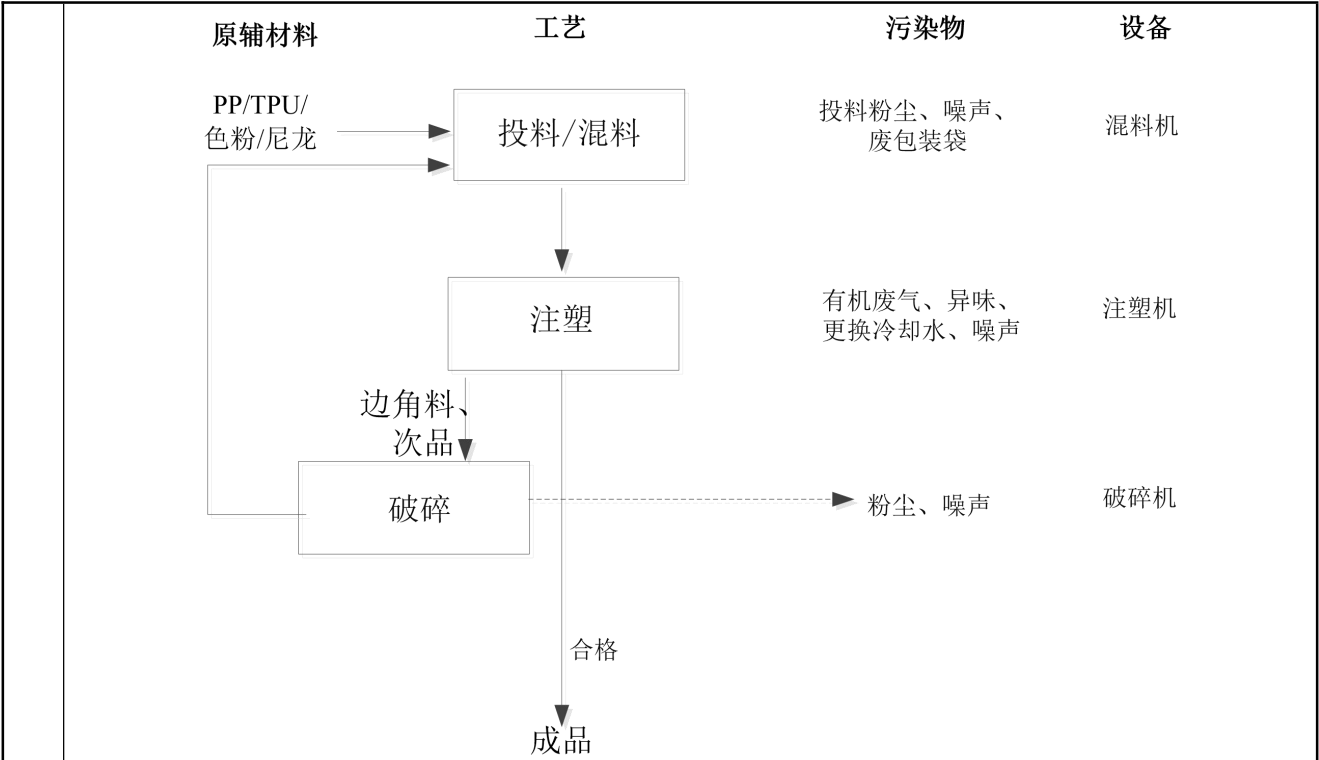 原辅材料
工艺
污染物
设备
PP/TPU/
色粉/尼龙
投料/混料
投料粉尘、噪声、
废包装袋
混料机
注塑
有机废气、异味、
更换冷却水、噪声
注塑机
边角料、
次品
破碎
粉尘、噪声
破碎机
合格
成品